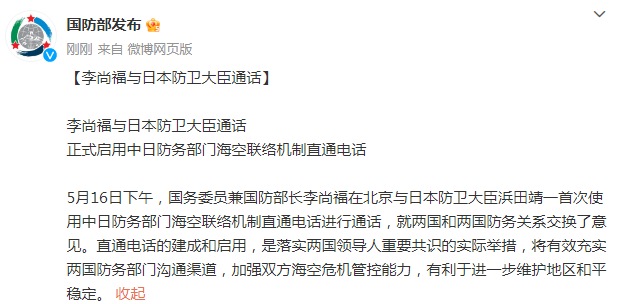 国防部发布
刚刚 来自 微博网页版
【李尚福与日本防卫大臣通话】
李尚福与日本防卫大臣通话
正式启用中日防务部门海空联络机制直通电话
5月16日下午，国务委员兼国防部长李尚福在北京与日本防卫大臣浜田靖一首次使
用中日防务部门海空联络机制直通电话进行通话，就两国和两国防务关系交换了意
见。直通电话的建成和启用，是落实两国领导人重要共识的实际举措，将有效充实
两国防务部门沟通渠道，加强双方海空危机管控能力，有利于进一步维护地区和平
稳定。 收起